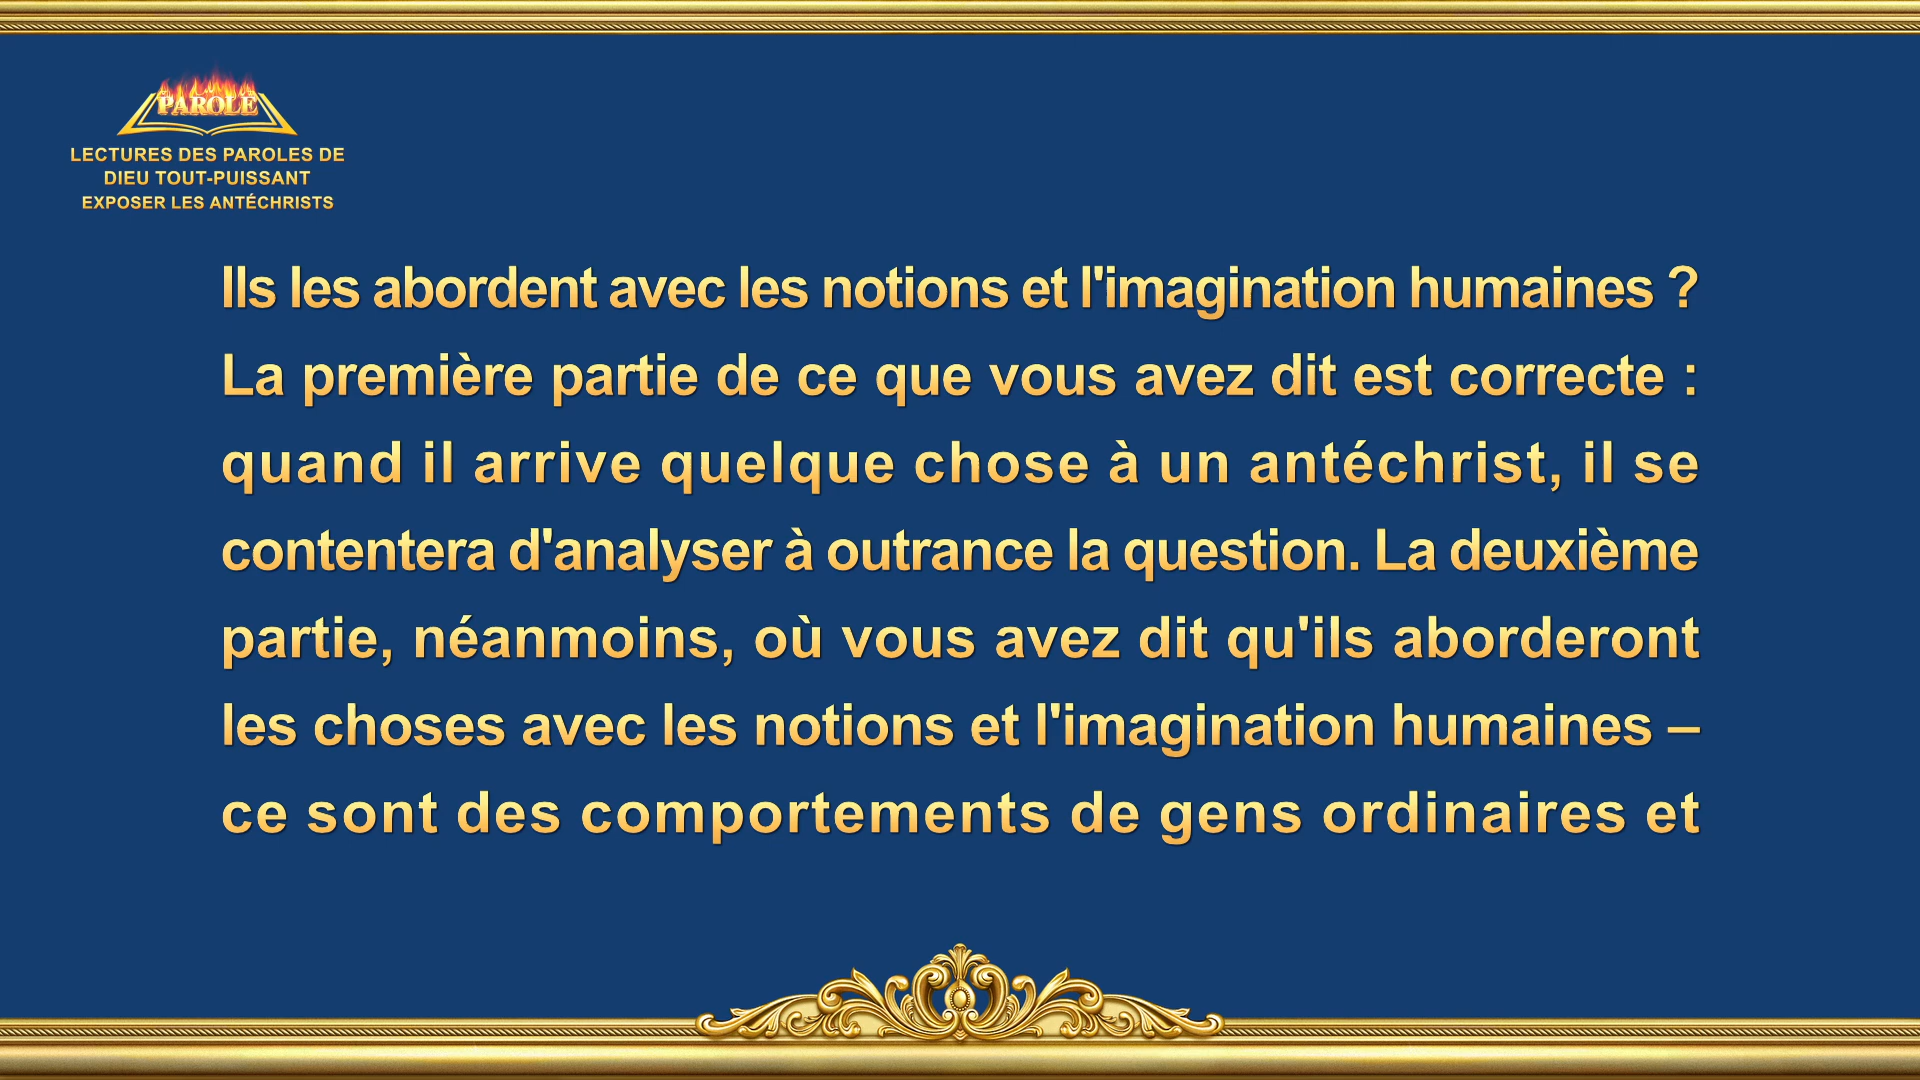 PAROLE
LECTURES DES PAROLES DE
DIEU TOUT-PUISSANT
EXPOSER LES ANTÉCHRISTS
Ils les abordent avec les notions et l'imagination humaines ?
La première partie de ce que vous avez dit est correcte :
quand il arrive quelque chose à un antéchrist, il se
contentera d'analyser à outrance la question. La deuxième
partie, néanmoins, où vous avez dit qu'ils aborderont
les choses avec les notions et l'imagination humaines –
ce sont des comportements de gens ordinaires et